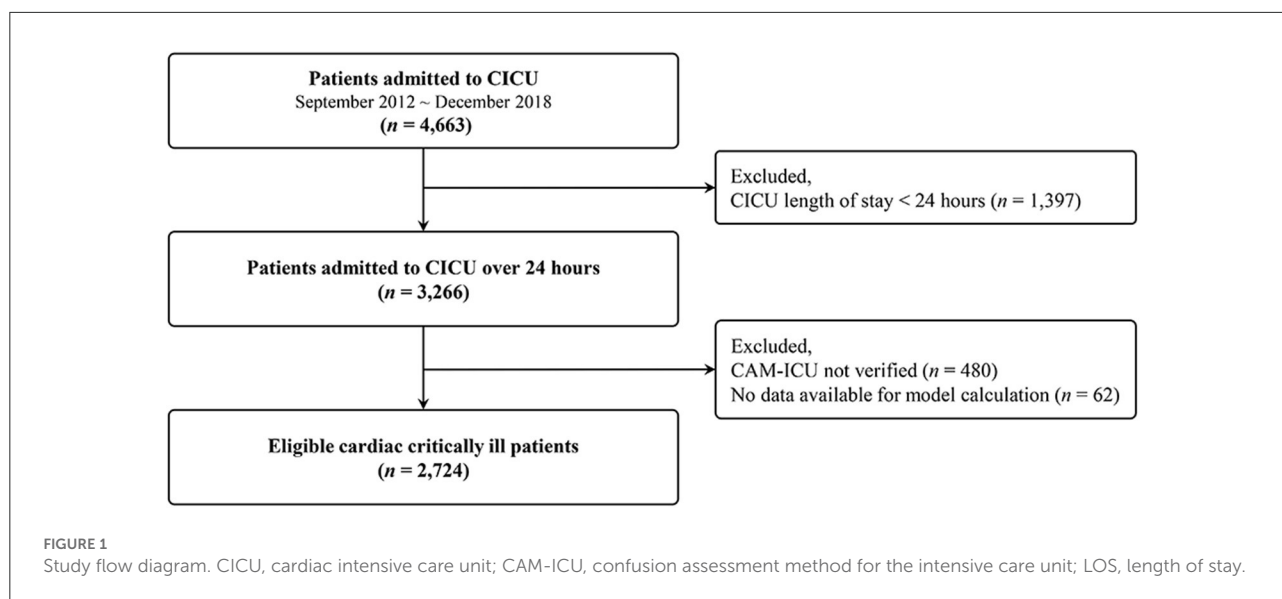 Patients admitted to CICU
September 2012 ~ December 2018
(n = 4,663)
Excluded,
CICU length of stay < 24 hours (n = 1,397)
Patients admitted to CICU over 24 hours
(n = 3,266)
Excluded,
CAM-ICU not verified (n = 480)
No data available for model calculation (n = 62)
Eligible cardiac critically ill patients
(n = 2,724)
FIGURE 1
Study flow diagram. CICU, cardiac intensive care unit; CAM-ICU, confusion assessment method for the intensive care unit; LOS, length of stay.